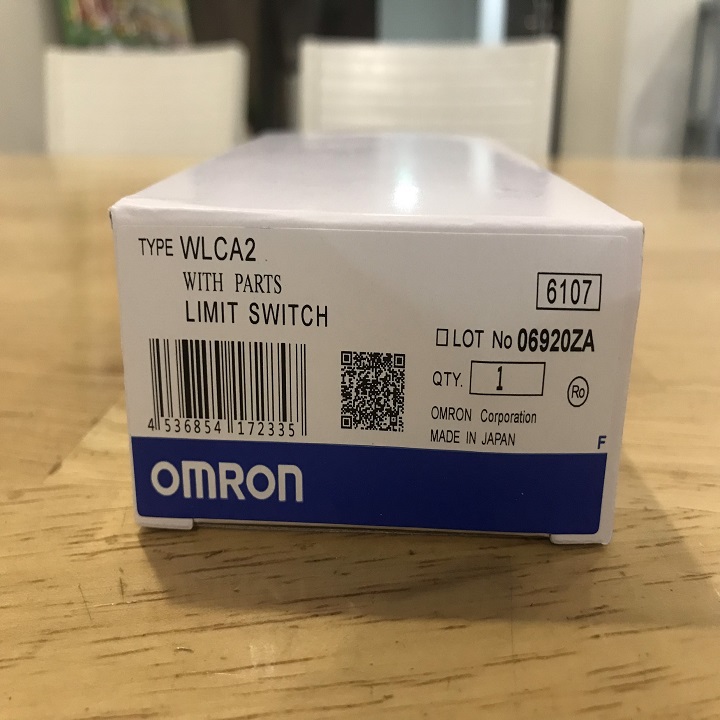 TYPE WLCA2
WITH PARTS
LIMIT SWITCH
6107
□ LOT No 06920ZA
QTY. 1
Ro
4 536854 172335
OMRON Corporation
MADE IN JAPAN
F
OMRON